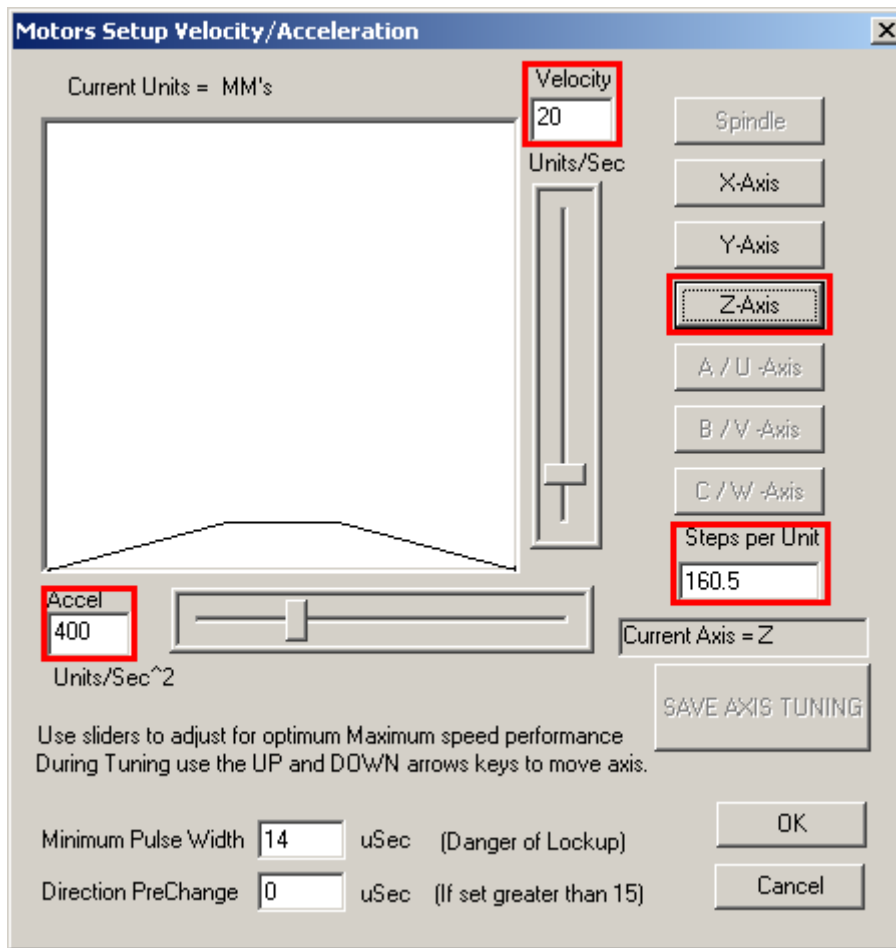 Motors Setup Velocity/Acceleration
Current Units = MM's
Velocity
20
Units/Sec
Spindle
X-Axis
Y-Axis
Z-Axis
A / U -Axis
B / V -Axis
C / W -Axis
Steps per Unit
160.5
Accel
400
Units/Sec^2
Current Axis = Z
SAVE AXIS TUNING
Use sliders to adjust for optimum Maximum speed performance
During Tuning use the UP and DOWN arrows keys to move axis.
Minimum Pulse Width 14 uSec (Danger of Lockup)
OK
Direction PreChange 0 uSec (If set greater than 15)
Cancel